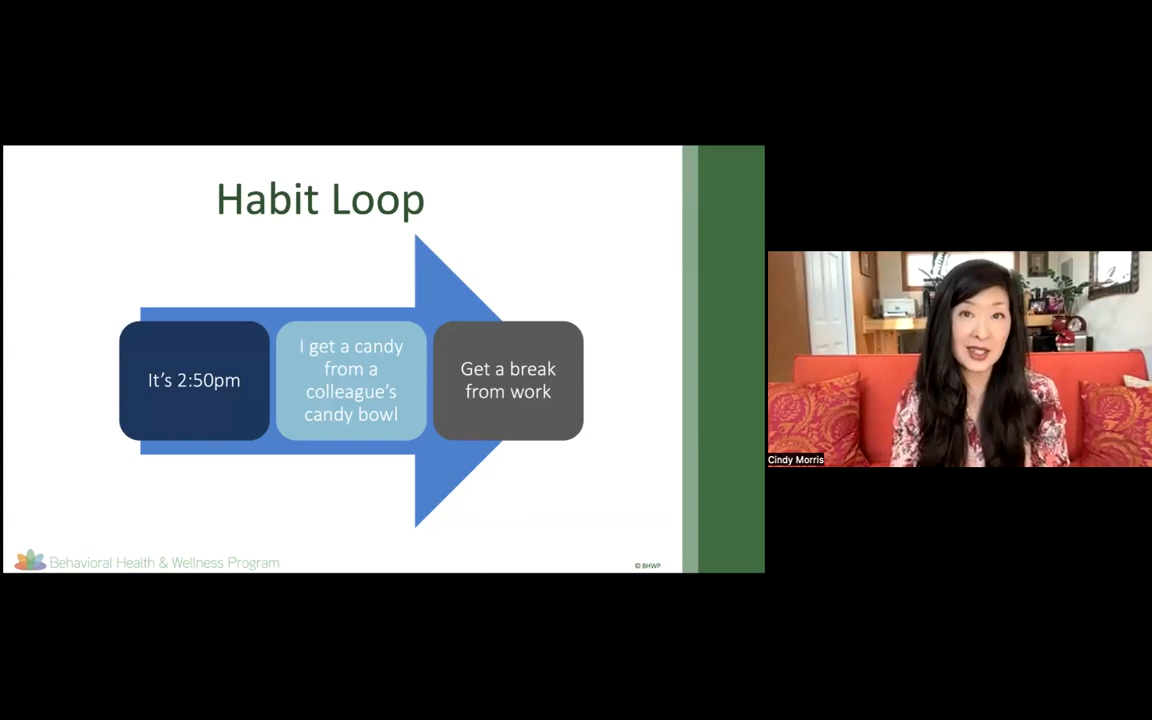 Habit Loop
It's 2:50pm
I get a candy
from a
colleague's
candy bowl
Get a break
from work
Behavioral Health & Wellness Program
© BHWP
Cindy Morris